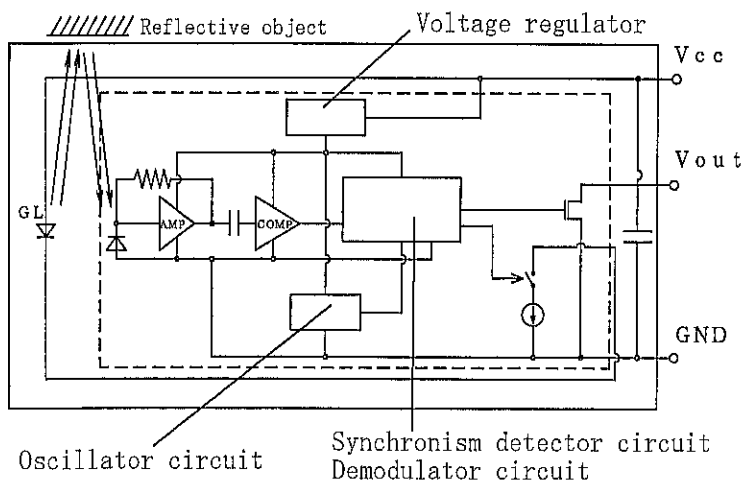 Reflective object
Voltage regulator
Vcc
Vout
GL
AMP
COMP
GND
Oscillator circuit
Synchronism detector circuit
Demodulator circuit